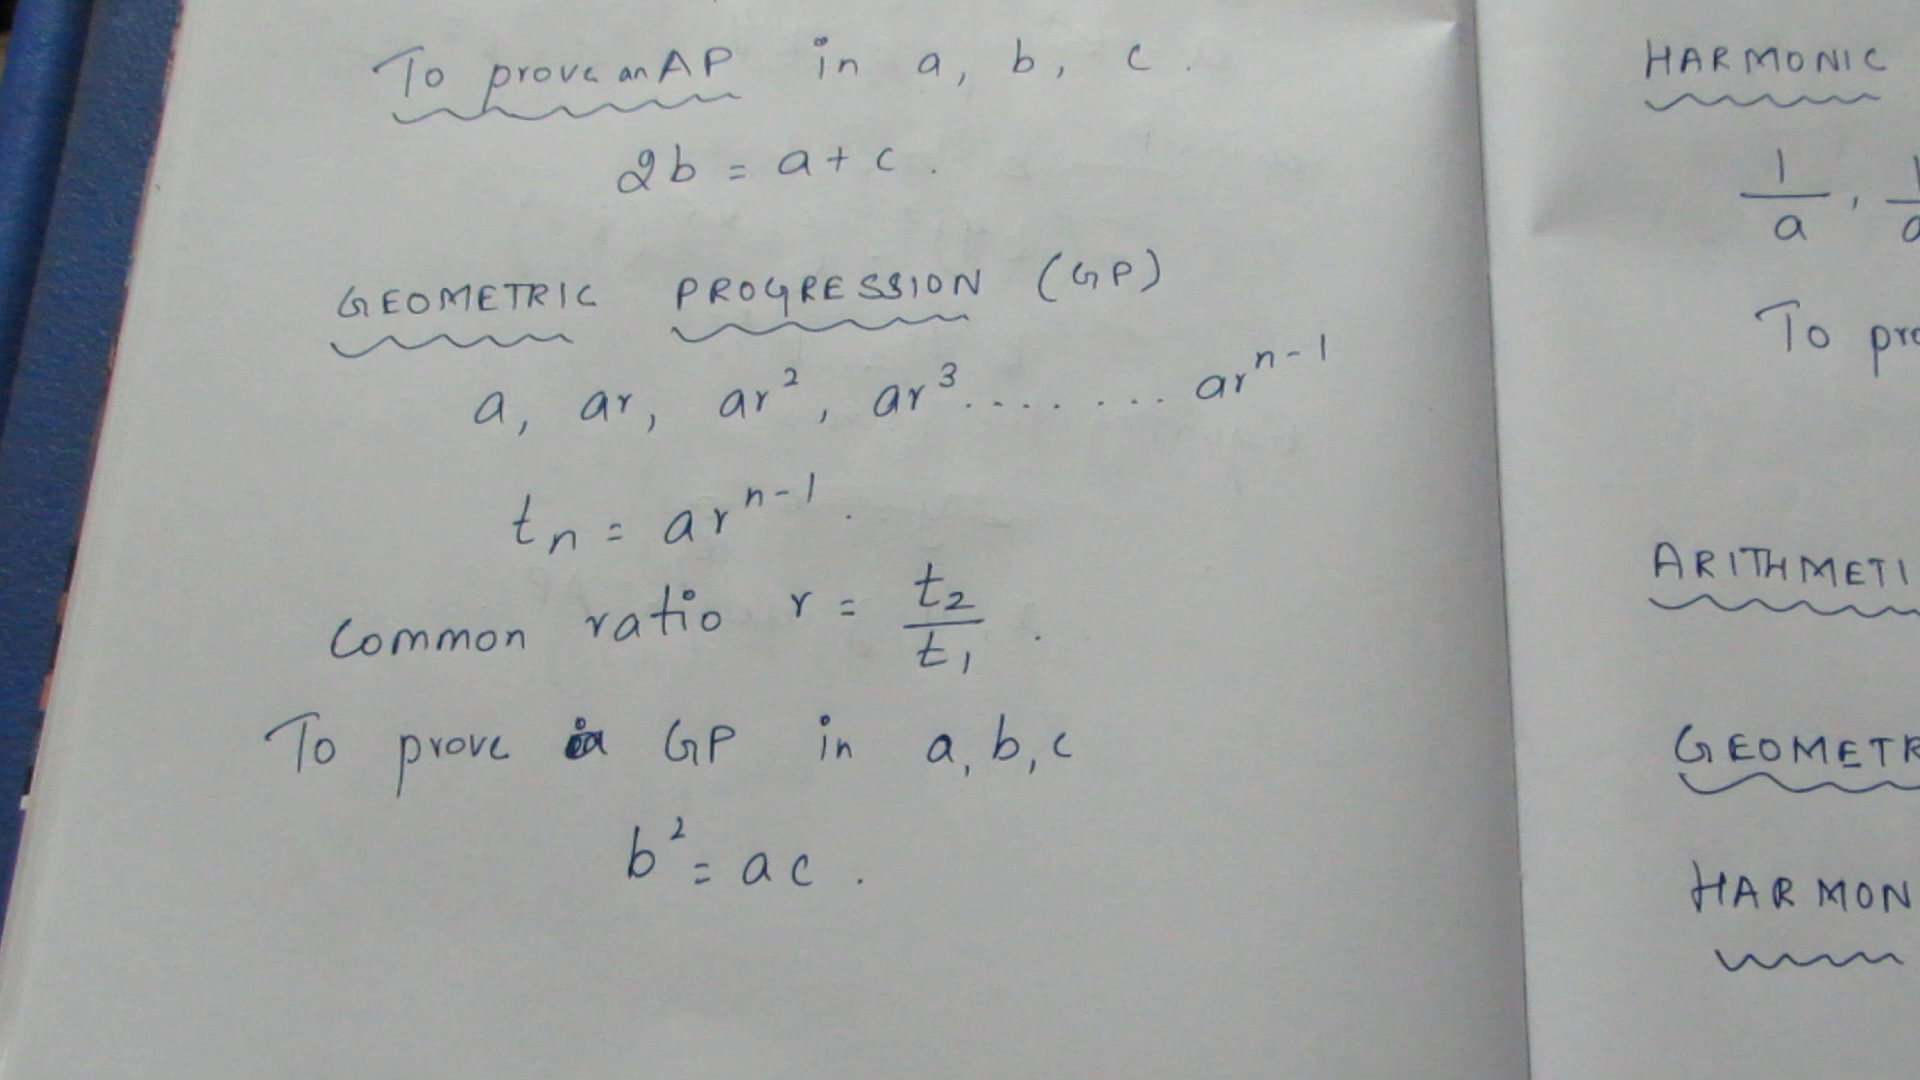 To prove an AP in a, b, c.
2b = a + c.
GEOMETRIC PROGRESSION (GP)
a, ar, ar², ar³........ arⁿ⁻¹
tₙ = arⁿ⁻¹.
Common ratio r = t₂/t₁.
To prove a GP in a, b, c
b² = ac.
HARMONIC
1/a, 
To
ARITHMETI
GEOMETR
HARMON